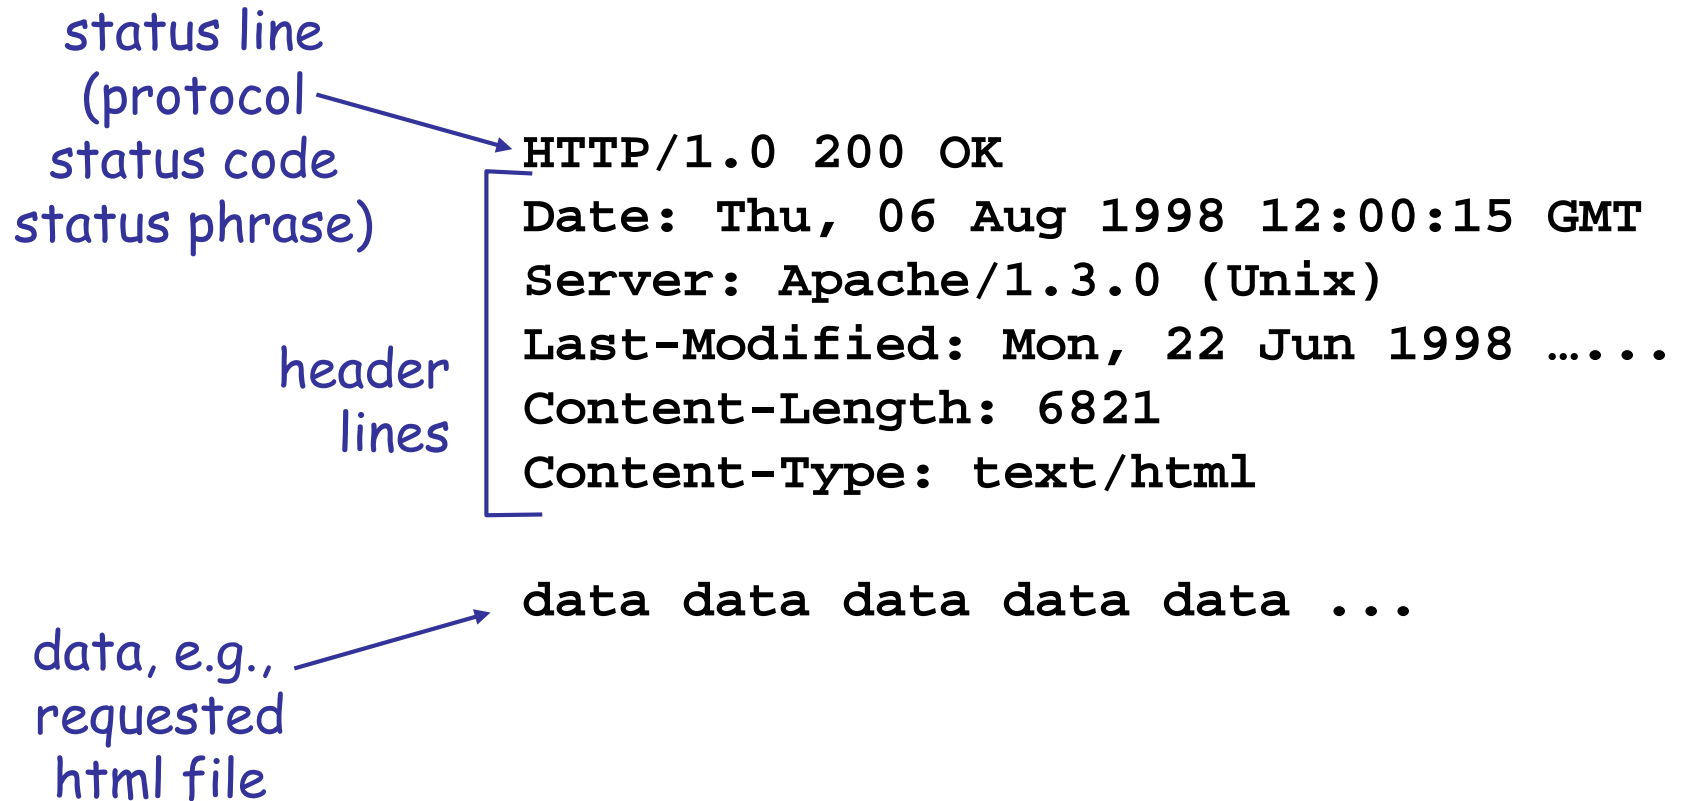 status line
(protocol
status code
status phrase)
HTTP/1.0 200 OK
Date: Thu, 06 Aug 1998 12:00:15 GMT
Server: Apache/1.3.0 (Unix)
Last-Modified: Mon, 22 Jun 1998 …...
Content-Length: 6821
Content-Type: text/html
header
lines
data data data data data ...
data, e.g.,
requested
html file